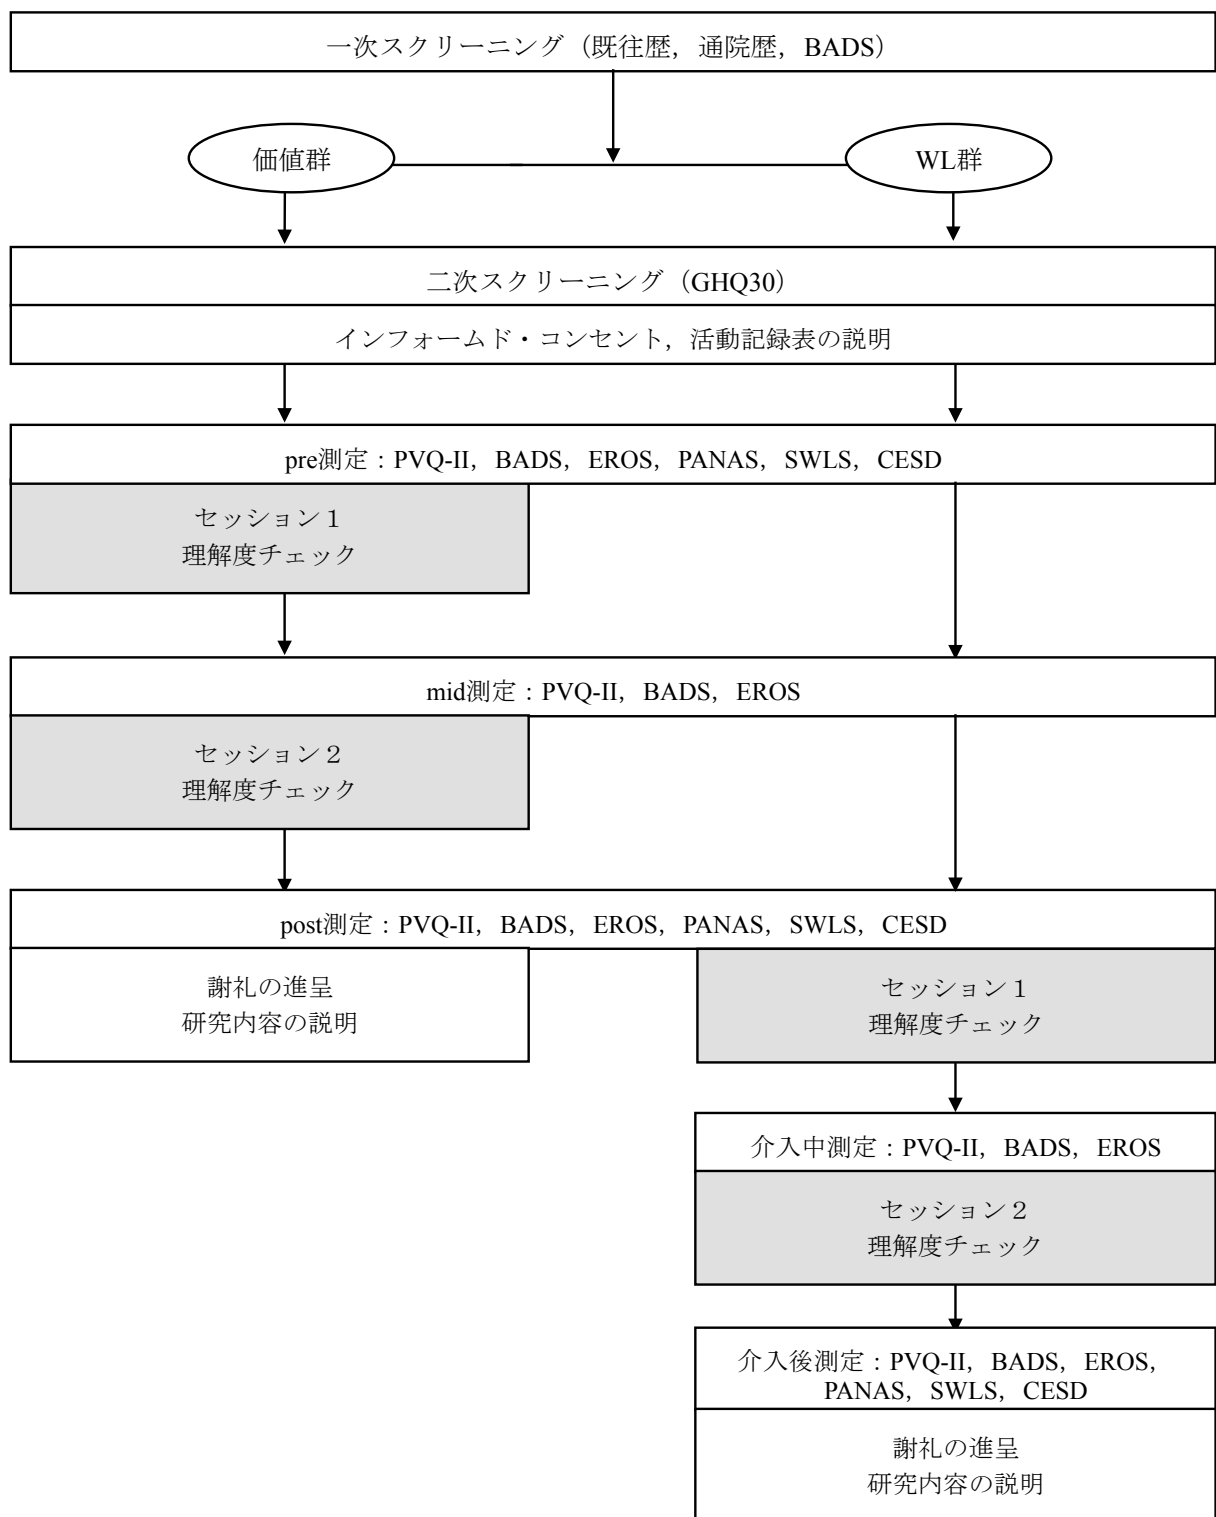 一次スクリーニング（既往歴，通院歴，BADS）
価値群
WL群
二次スクリーニング（GHQ30）
インフォームド・コンセント，活動記録表の説明
pre測定：PVQ-II，BADS，EROS，PANAS，SWLS，CESD
セッション１
理解度チェック
mid測定：PVQ-II，BADS，EROS
セッション２
理解度チェック
post測定：PVQ-II，BADS，EROS，PANAS，SWLS，CESD
謝礼の進呈
研究内容の説明
セッション１
理解度チェック
介入中測定：PVQ-II，BADS，EROS
セッション２
理解度チェック
介入後測定：PVQ-II，BADS，EROS，
PANAS，SWLS，CESD
謝礼の進呈
研究内容の説明